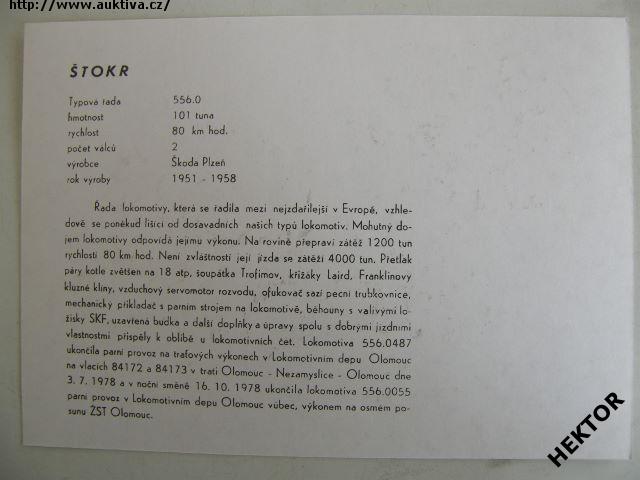 http://www.auktiva.cz/
ŠTOKR
Typová řada 556.0
hmotnost 101 tuna
rychlost 80 km hod.
počet válců 2
výrobce Škoda Plzeň
rok vyroby 1951 - 1958
Řada lokomotivy, která se řadila mezi nejzdařilejší v Evropé, vzhle-
dově se poněkud lišící od dosavadních našich typů lokomotiv. Mohutný do-
jem lokomotivy odpovídá jejímu výkonu. Na rovině přepraví zátěž 1200 tun
rychlostí 80 km hod. Není zvláštností její jízda se zátěží 4000 tun. Přetlak
páry kotle zvětšen na 18 atp, šoupátka Trofimov, křižáky Laird, Franklinovy
kluzné klíny, vzduchový servomotor rozvodu, ofukovač sazí pecní trubkovnice,
mechanický přikladač s parním strojem na lokomotivě, běhouny s valivými lo-
žisky SKF, uzavřená budka a další doplňky a úpravy spolu s dobrými jízdními
vlastnostmi přispěly k oblibě u lokomotivních čet. Lokomotiva 556.0487
ukončila parní provoz na traťových výkonech v Lokomotivním depu Olomouc
na vlacích 84172 a 84173 v trati Olomouc - Nezamyslice - Olomouc dne
3. 7. 1978 a v noční směně 16. 10. 1978 ukončila lokomotiva 556.0055
parní provoz v Lokomotivním depu Olomouc vůbec, výkonem na osmém po-
sunu ŽST Olomouc.
HEKTOR